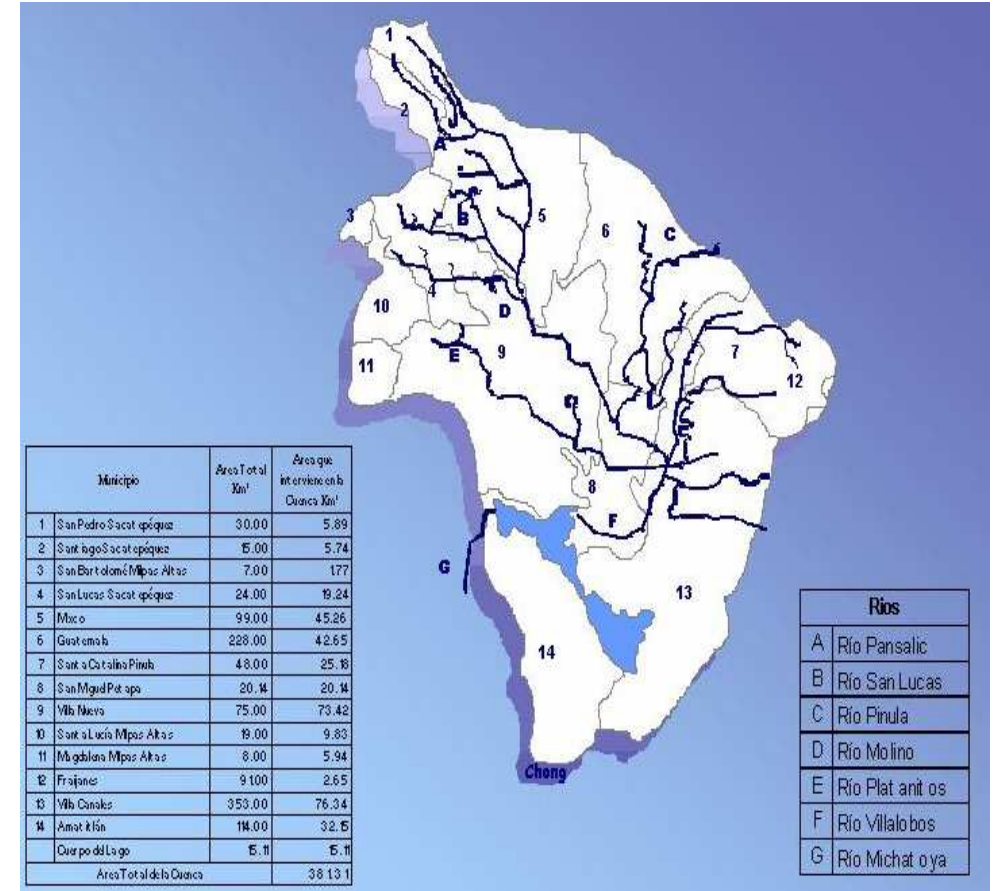 1
2
A
3
B
5
6
C
4
10
D
9
7
E
11
12
8
F
G
13
14
Chong
Municipio Area Total Km² Area que interviene en la Cuenca Km²
1 San Pedro Sacatepéquez 30.00 5.89
2 Santiago Sacatepéquez 15.00 5.74
3 San Bartolomé Milpas Altas 7.00 1.77
4 San Lucas Sacatepéquez 24.00 19.24
5 Mixco 99.00 45.26
6 Guatemala 228.00 42.65
7 Santa Catalina Pinula 48.00 25.18
8 San Miguel Petapa 20.14 20.14
9 Villa Nueva 75.00 73.42
10 Santa Lucía Milpas Altas 19.00 9.83
11 Magdalena Milpas Altas 8.00 5.94
12 Fraijanes 91.00 2.65
13 Villa Canales 353.00 76.34
14 Amatitlán 114.00 32.15
Cuerpo del Lago 15.11 15.11
Area Total de la Cuenca 381.31
Rios
A Río Pansalic
B Río San Lucas
C Río Pinula
D Río Molino
E Río Platanitos
F Río Villalobos
G Río Michatoya